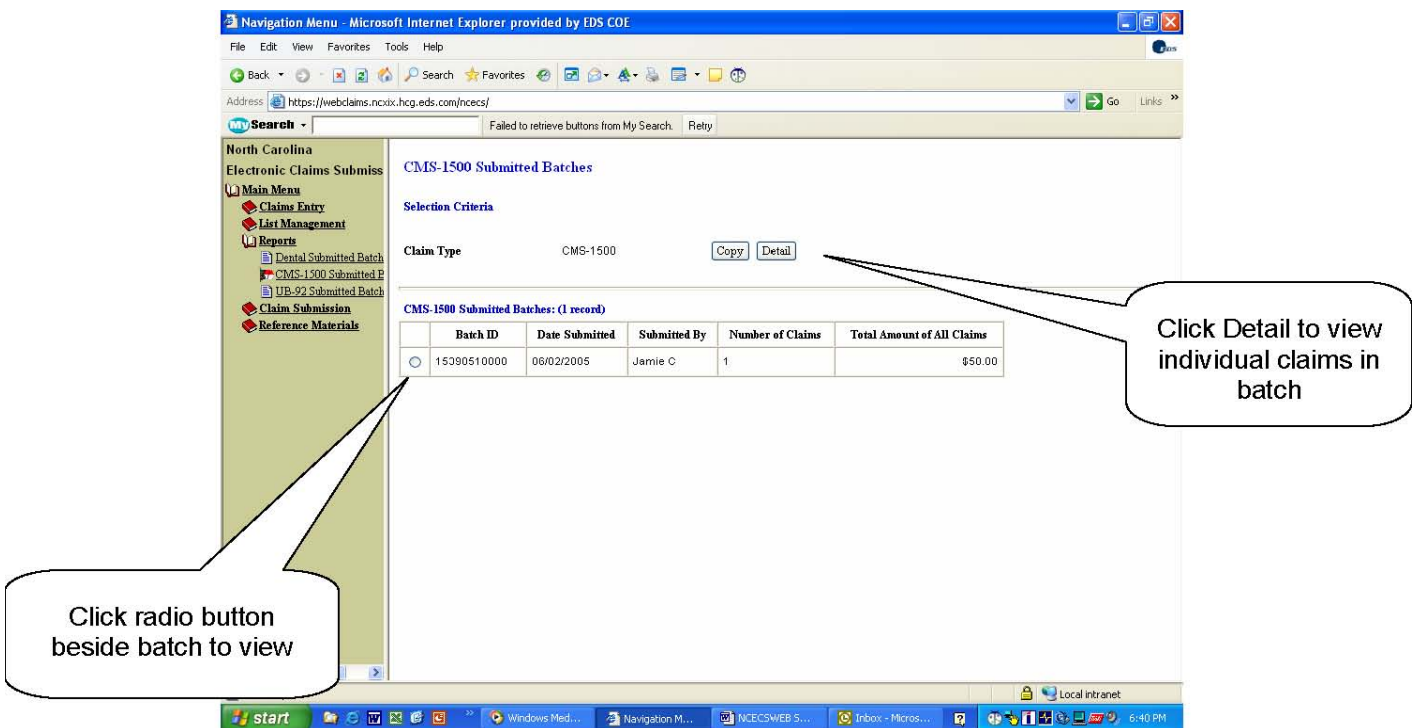 Navigation Menu - Microsoft Internet Explorer provided by EDS COE
File Edit View Favorites Tools Help
Back Search Favorites
Address https://webclaims.ncxix.hcg.eds.com/ncecs/ Go Links »
My Search Failed to retrieve buttons from My Search. Retry
North Carolina
Electronic Claims Submiss
Main Menu
Claims Entry
List Management
Reports
Dental Submitted Batch
CMS-1500 Submitted B
UB-92 Submitted Batch
Claim Submission
Reference Materials
CMS-1500 Submitted Batches
Selection Criteria
Claim Type CMS-1500 Copy Detail
CMS-1500 Submitted Batches: (1 record)
Batch ID Date Submitted Submitted By Number of Claims Total Amount of All Claims
15390510000 06/02/2005 Jamie C 1 $50.00
Click Detail to view
individual claims in
batch
Click radio button
beside batch to view
Local intranet
start » Windows Med... Navigation M... NCECSWEB S... Inbox - Micros... 6:40 PM